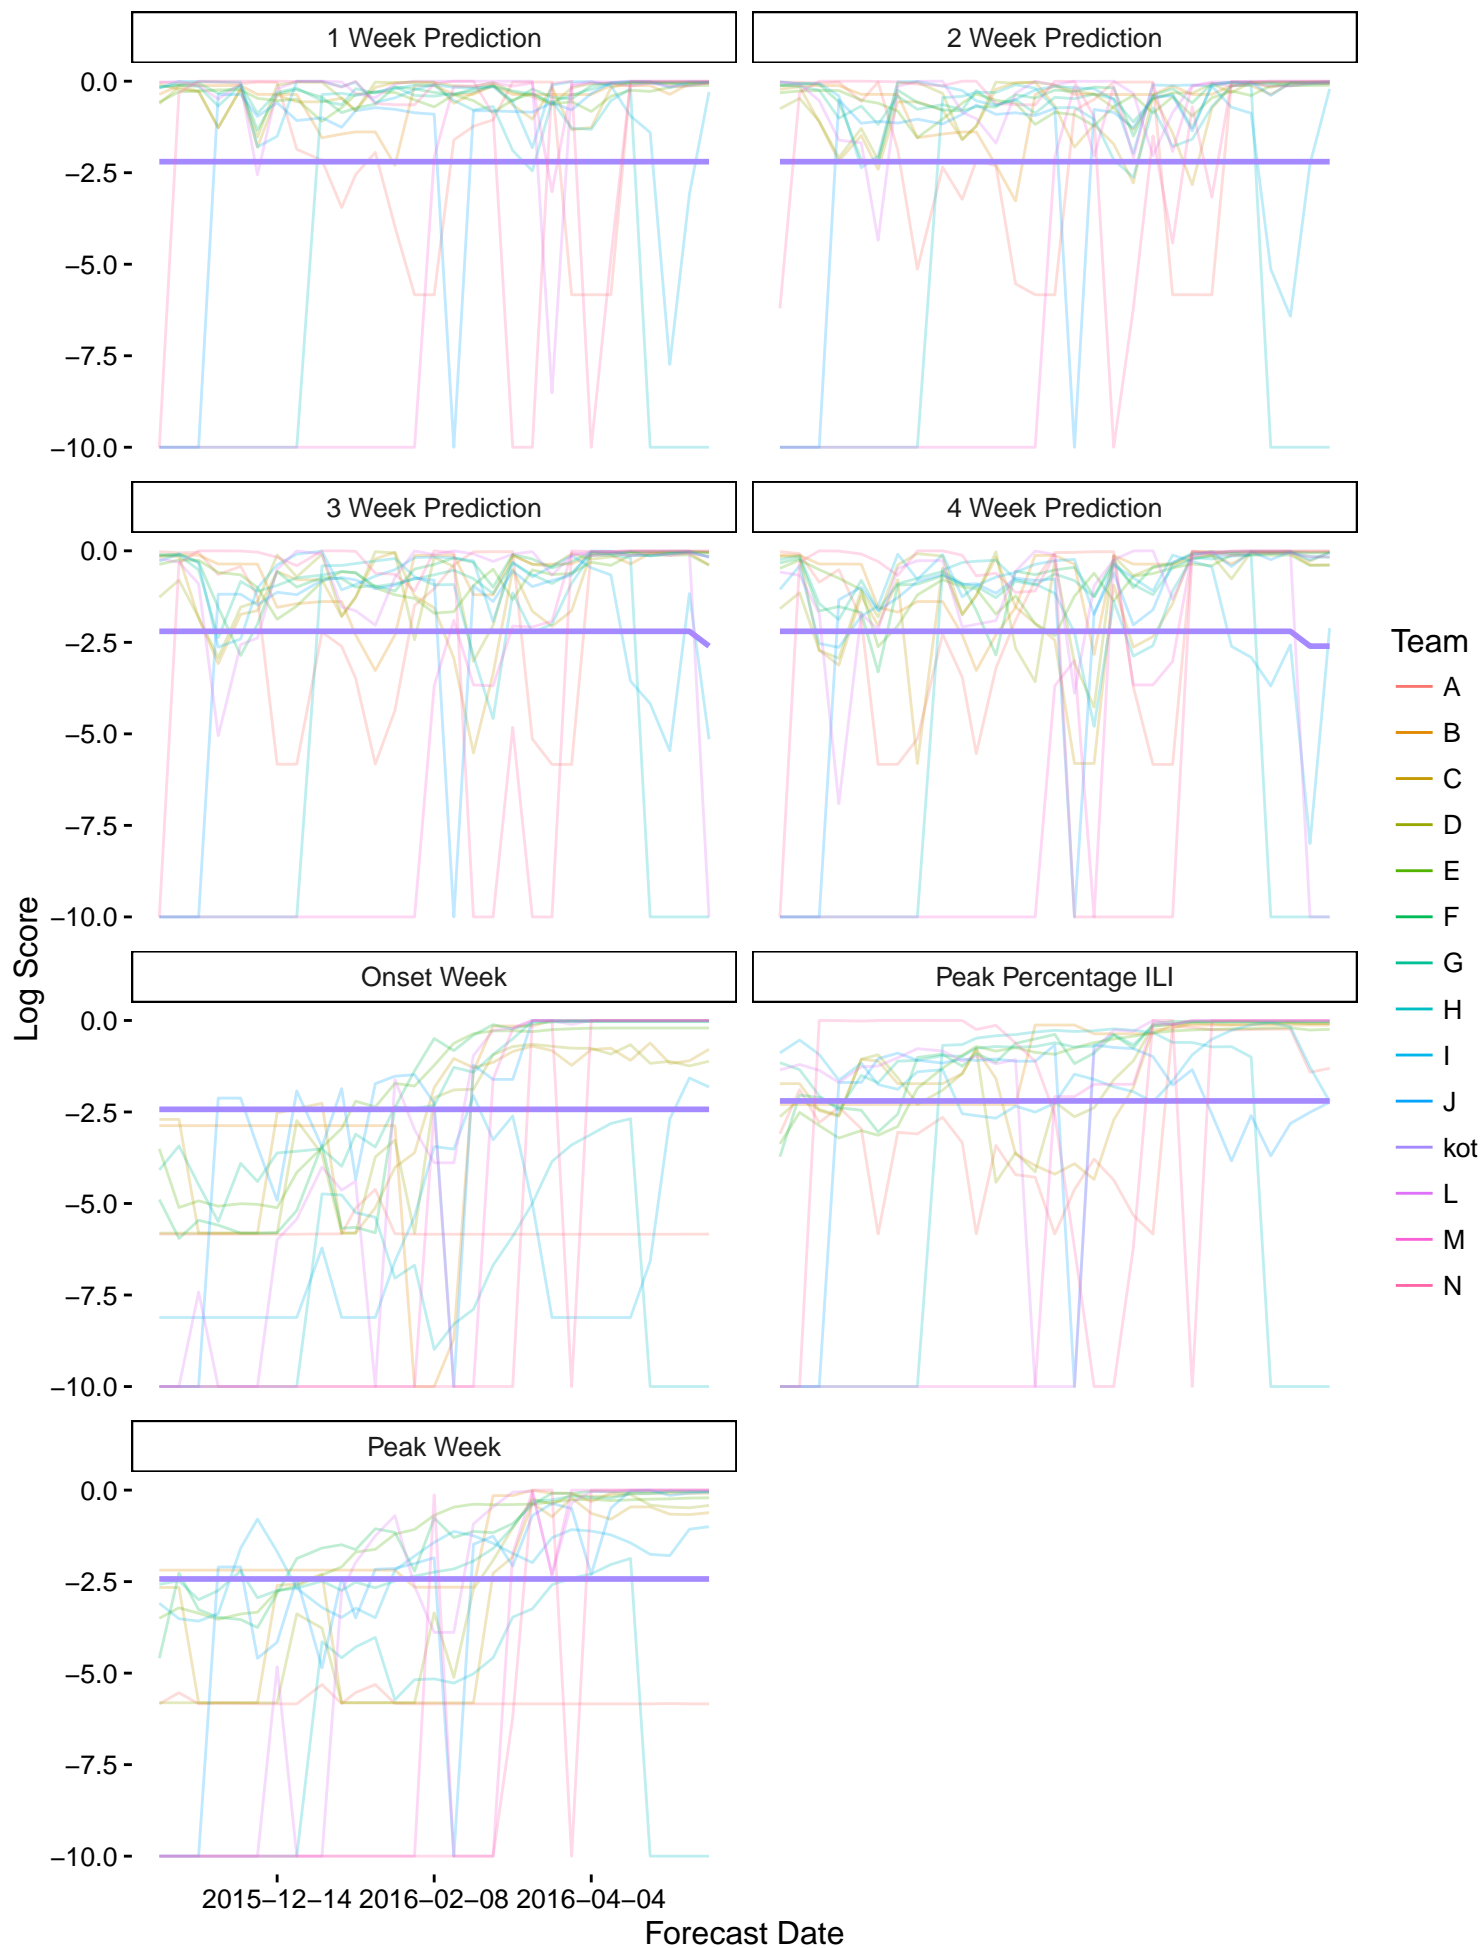 1 Week Prediction
2 Week Prediction
0.0
−2.5
−5.0
−7.5
−10.0
3 Week Prediction
4 Week Prediction
0.0
−2.5
−5.0
−7.5
−10.0
Onset Week
Peak Percentage ILI
0.0
−2.5
−5.0
−7.5
−10.0
Peak Week
0.0
−2.5
−5.0
−7.5
−10.0
2015−12−14 2016−02−08 2016−04−04
Forecast Date
Log Score
Team
A
B
C
D
E
F
G
H
I
J
kot
L
M
N